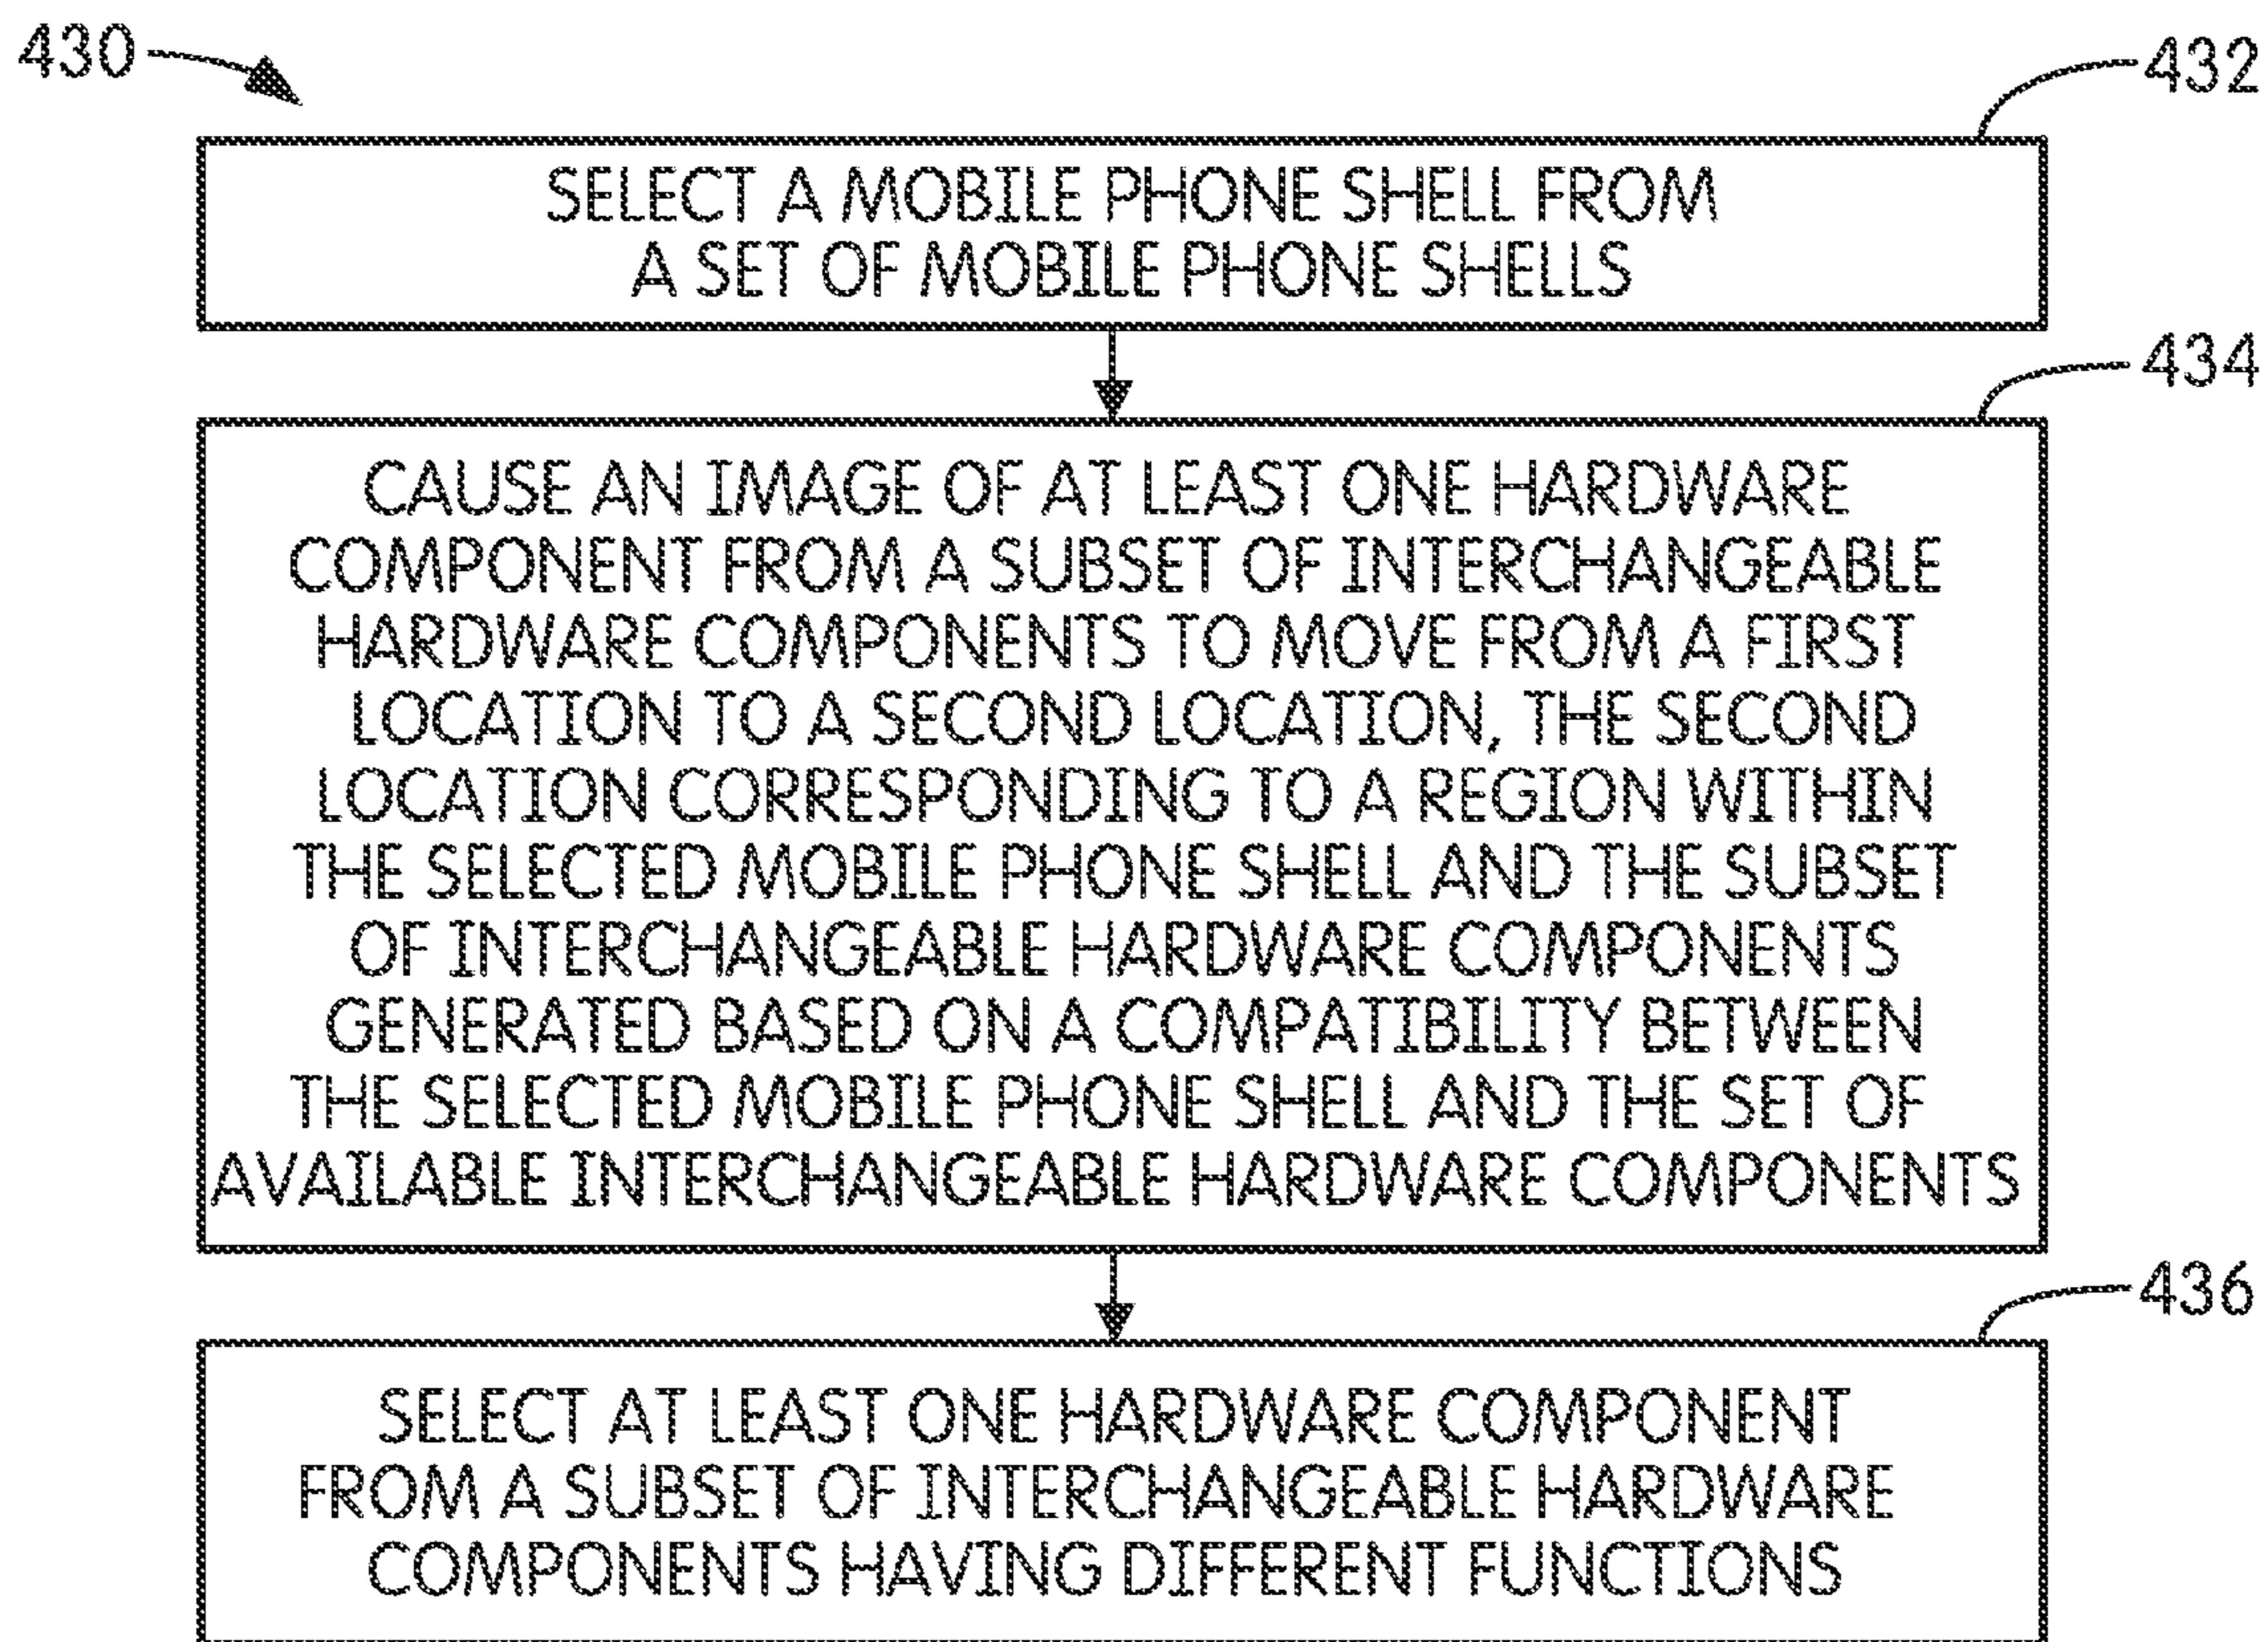 430
432
SELECT A MOBILE PHONE SHELL FROM
A SET OF MOBILE PHONE SHELLS
434
CAUSE AN IMAGE OF AT LEAST ONE HARDWARE
COMPONENT FROM A SUBSET OF INTERCHANGEABLE
HARDWARE COMPONENTS TO MOVE FROM A FIRST
LOCATION TO A SECOND LOCATION, THE SECOND
LOCATION CORRESPONDING TO A REGION WITHIN
THE SELECTED MOBILE PHONE SHELL AND THE SUBSET
OF INTERCHANGEABLE HARDWARE COMPONENTS
GENERATED BASED ON A COMPATIBILITY BETWEEN
THE SELECTED MOBILE PHONE SHELL AND THE SET OF
AVAILABLE INTERCHANGEABLE HARDWARE COMPONENTS
436
SELECT AT LEAST ONE HARDWARE COMPONENT
FROM A SUBSET OF INTERCHANGEABLE HARDWARE
COMPONENTS HAVING DIFFERENT FUNCTIONS